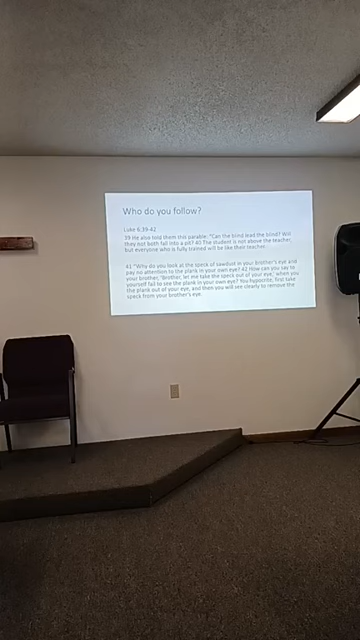 Who do you follow?
Luke 6:39-42
39 He also told them this parable: "Can the blind lead the blind? Will
they not both fall into a pit? 40 The student is not above the teacher,
but everyone who is fully trained will be like their teacher.
41 "Why do you look at the speck of sawdust in your brother's eye and
pay no attention to the plank in your own eye? 42 How can you say to
your brother, 'Brother, let me take the speck out of your eye,' when you
yourself fail to see the plank in your own eye? You hypocrite, first take
the plank out of your eye, and then you will see clearly to remove the
speck from your brother's eye.